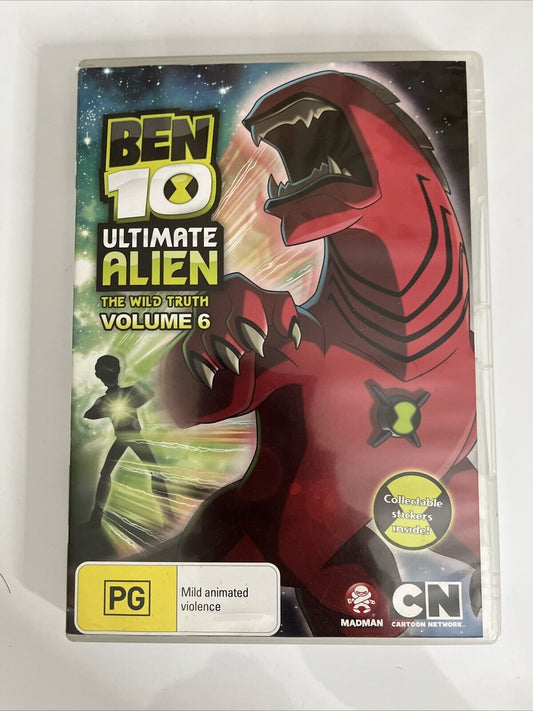 BEN
10
ULTIMATE
ALIEN
THE WILD TRUTH
VOLUME 6
Collectable
stickers
inside!
PG
Mild animated
violence
MADMAN
CN
CARTOON NETWORK.